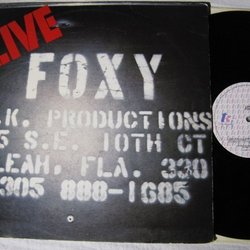 LIVE
FOXY
.K. PRODUCTIONS
5 S.E. 10TH CT
LEAH, FLA. 330
305 888-1685